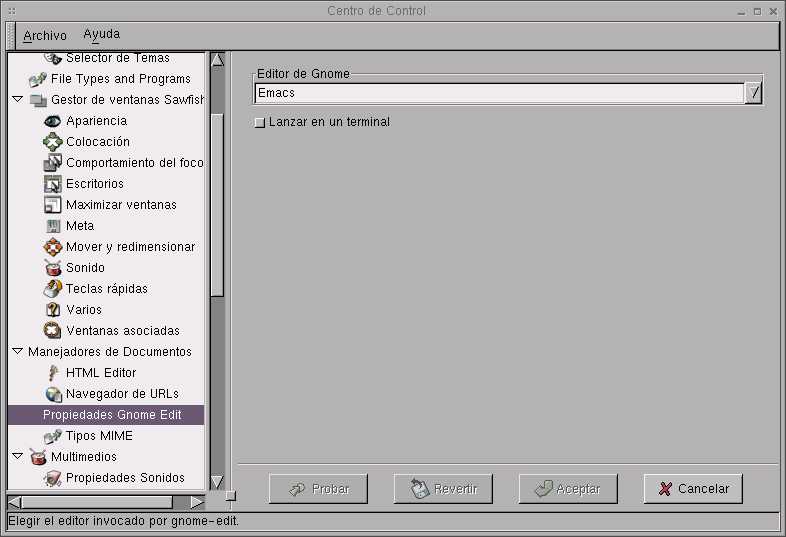 Centro de Control
Archivo Ayuda
Selector de Temas
File Types and Programs
Gestor de ventanas Sawfish
Apariencia
Colocación
Comportamiento del foco
Escritorios
Maximizar ventanas
Meta
Mover y redimensionar
Sonido
Teclas rápidas
Varios
Ventanas asociadas
Manejadores de Documentos
HTML Editor
Navegador de URLs
Propiedades Gnome Edit
Tipos MIME
Multimedios
Propiedades Sonidos
Editor de Gnome
Emacs
Lanzar en un terminal
Probar Revertir Aceptar Cancelar
Elegir el editor invocado por gnome-edit.